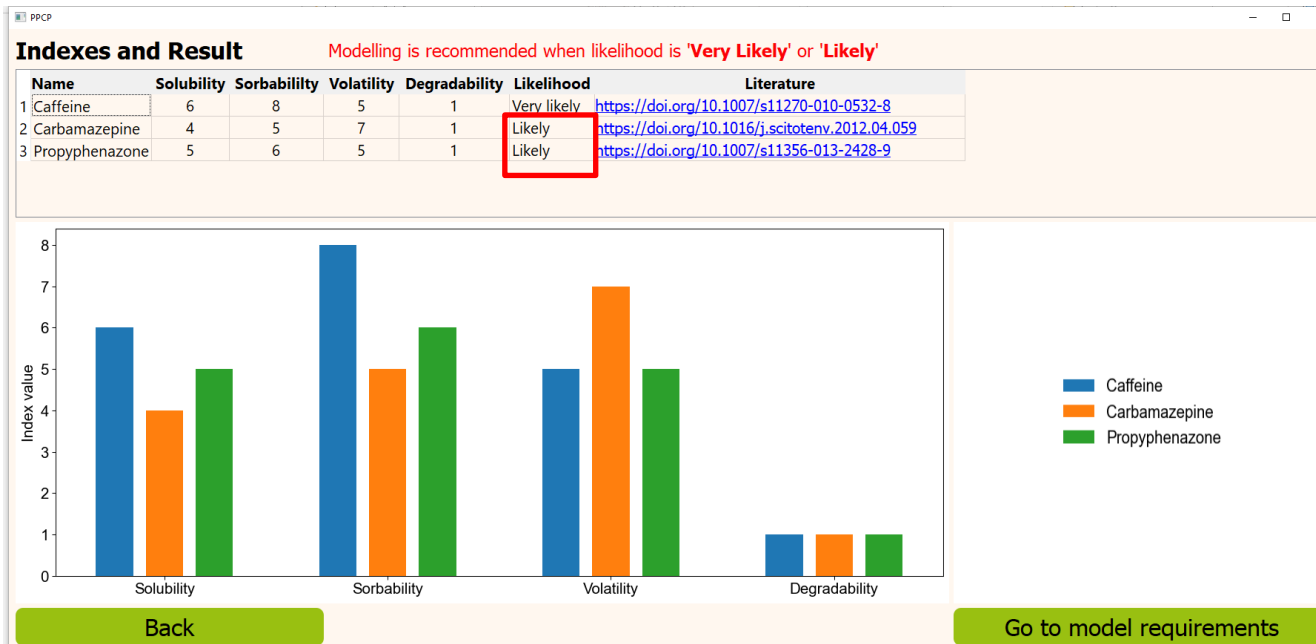 PPCP
Indexes and Result
Modelling is recommended when likelihood is 'Very Likely' or 'Likely'
Name Solubility Sorbabililty Volatility Degradability Likelihood Literature
1 Caffeine 6 8 5 1 Very likely https://doi.org/10.1007/s11270-010-0532-8
2 Carbamazepine 4 5 7 1 Likely https://doi.org/10.1016/j.scitotenv.2012.04.059
3 Propyphenazone 5 6 5 1 Likely https://doi.org/10.1007/s11356-013-2428-9
Index value
8
7
6
5
4
3
2
1
0
Solubility Sorbability Volatility Degradability
Caffeine
Carbamazepine
Propyphenazone
Back
Go to model requirements